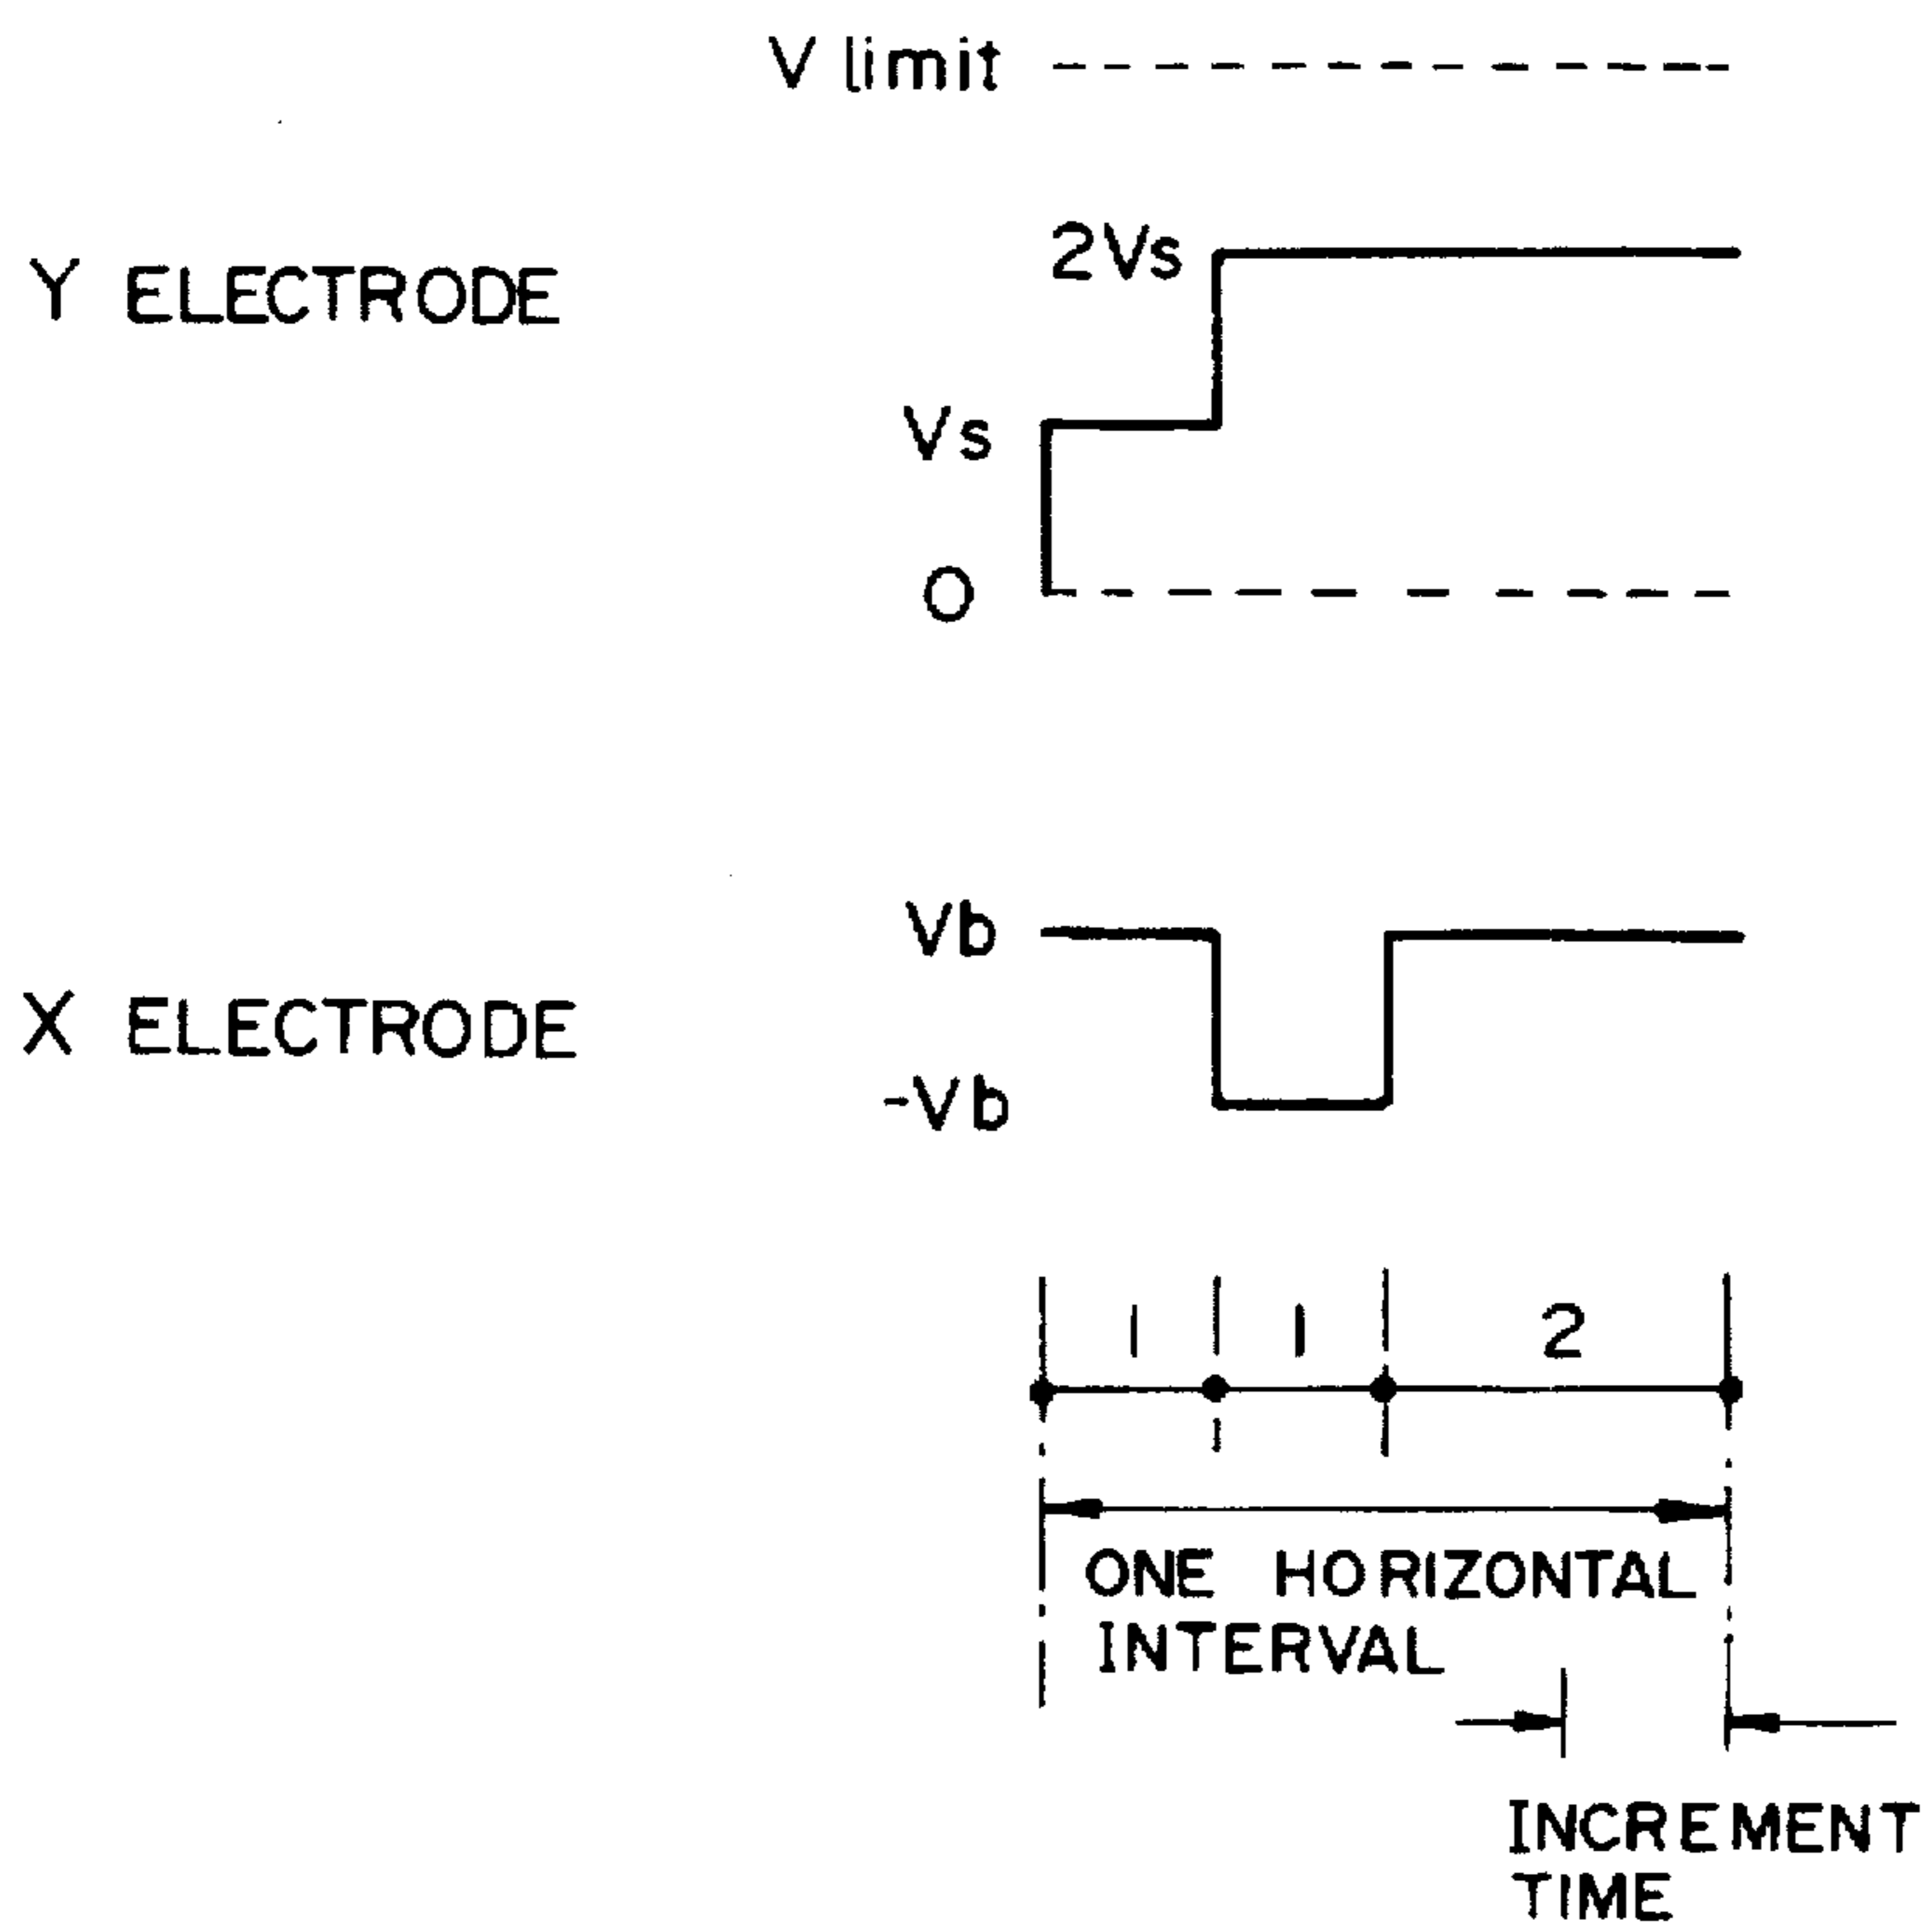 V limit
2Vs
Y ELECTRODE
Vs
O
Vb
X ELECTRODE
-Vb
1 1 2
ONE HORIZONTAL
INTERVAL
INCREMENT
TIME